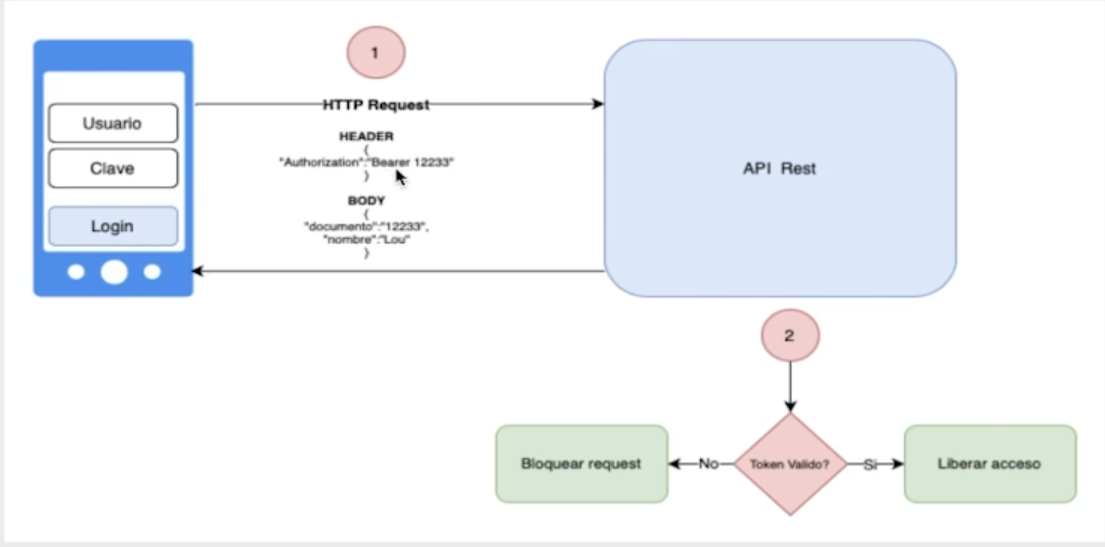 1
HTTP Request
Usuario
Clave
Login
HEADER
{
"Authorization":"Bearer 12233"
}
BODY
{
"documento":"12233",
"nombre":"Lou"
}
API Rest
2
Bloquear request
No
Token Valido?
Si
Liberar acceso